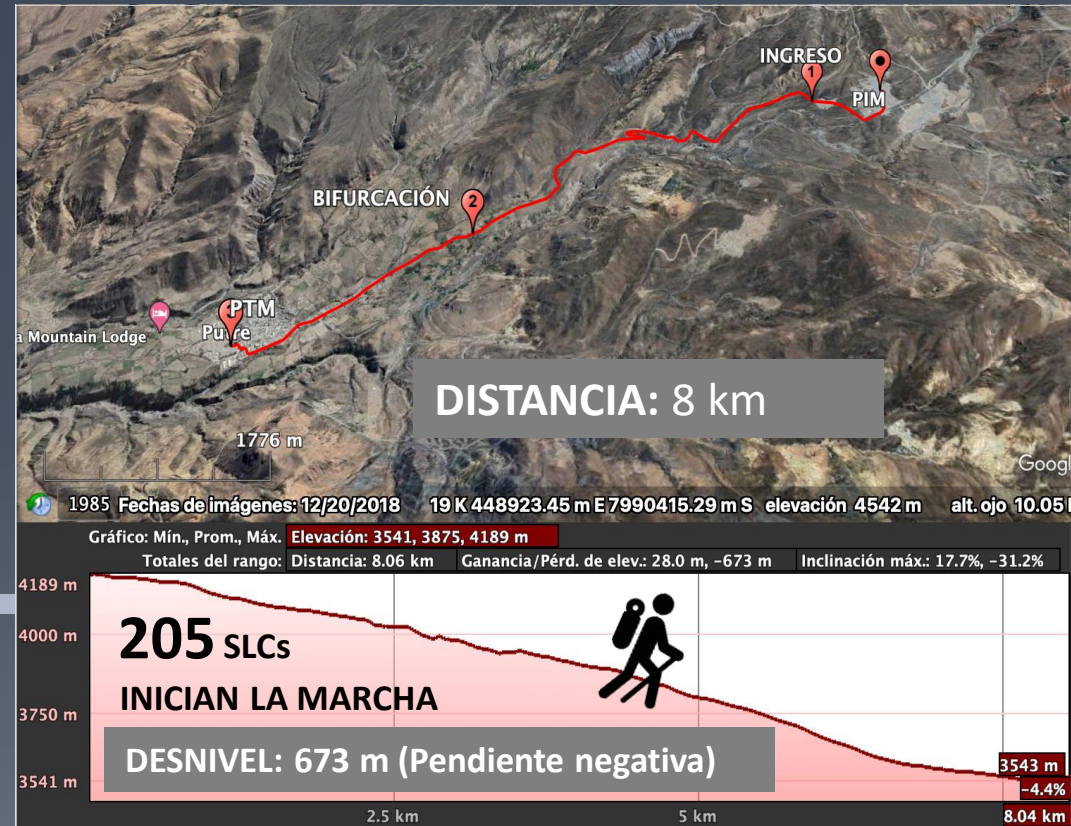 INGRESO
1
PIM
BIFURCACIÓN
2
PTM
Putre
a Mountain Lodge
DISTANCIA: 8 km
1776 m
Googl
1985 Fechas de imágenes: 12/20/2018 19 K 448923.45 m E 7990415.29 m S elevación 4542 m alt. ojo 10.05
Gráfico: Mín., Prom., Máx. Elevación: 3541, 3875, 4189 m
Totales del rango: Distancia: 8.06 km Ganancia/Pérd. de elev.: 28.0 m, -673 m Inclinación máx.: 17.7%, -31.2%
4189 m
4000 m
205 SLCs
INICIAN LA MARCHA
3750 m
DESNIVEL: 673 m (Pendiente negativa)
3543 m
3541 m
-4.4%
2.5 km 5 km 8.04 km